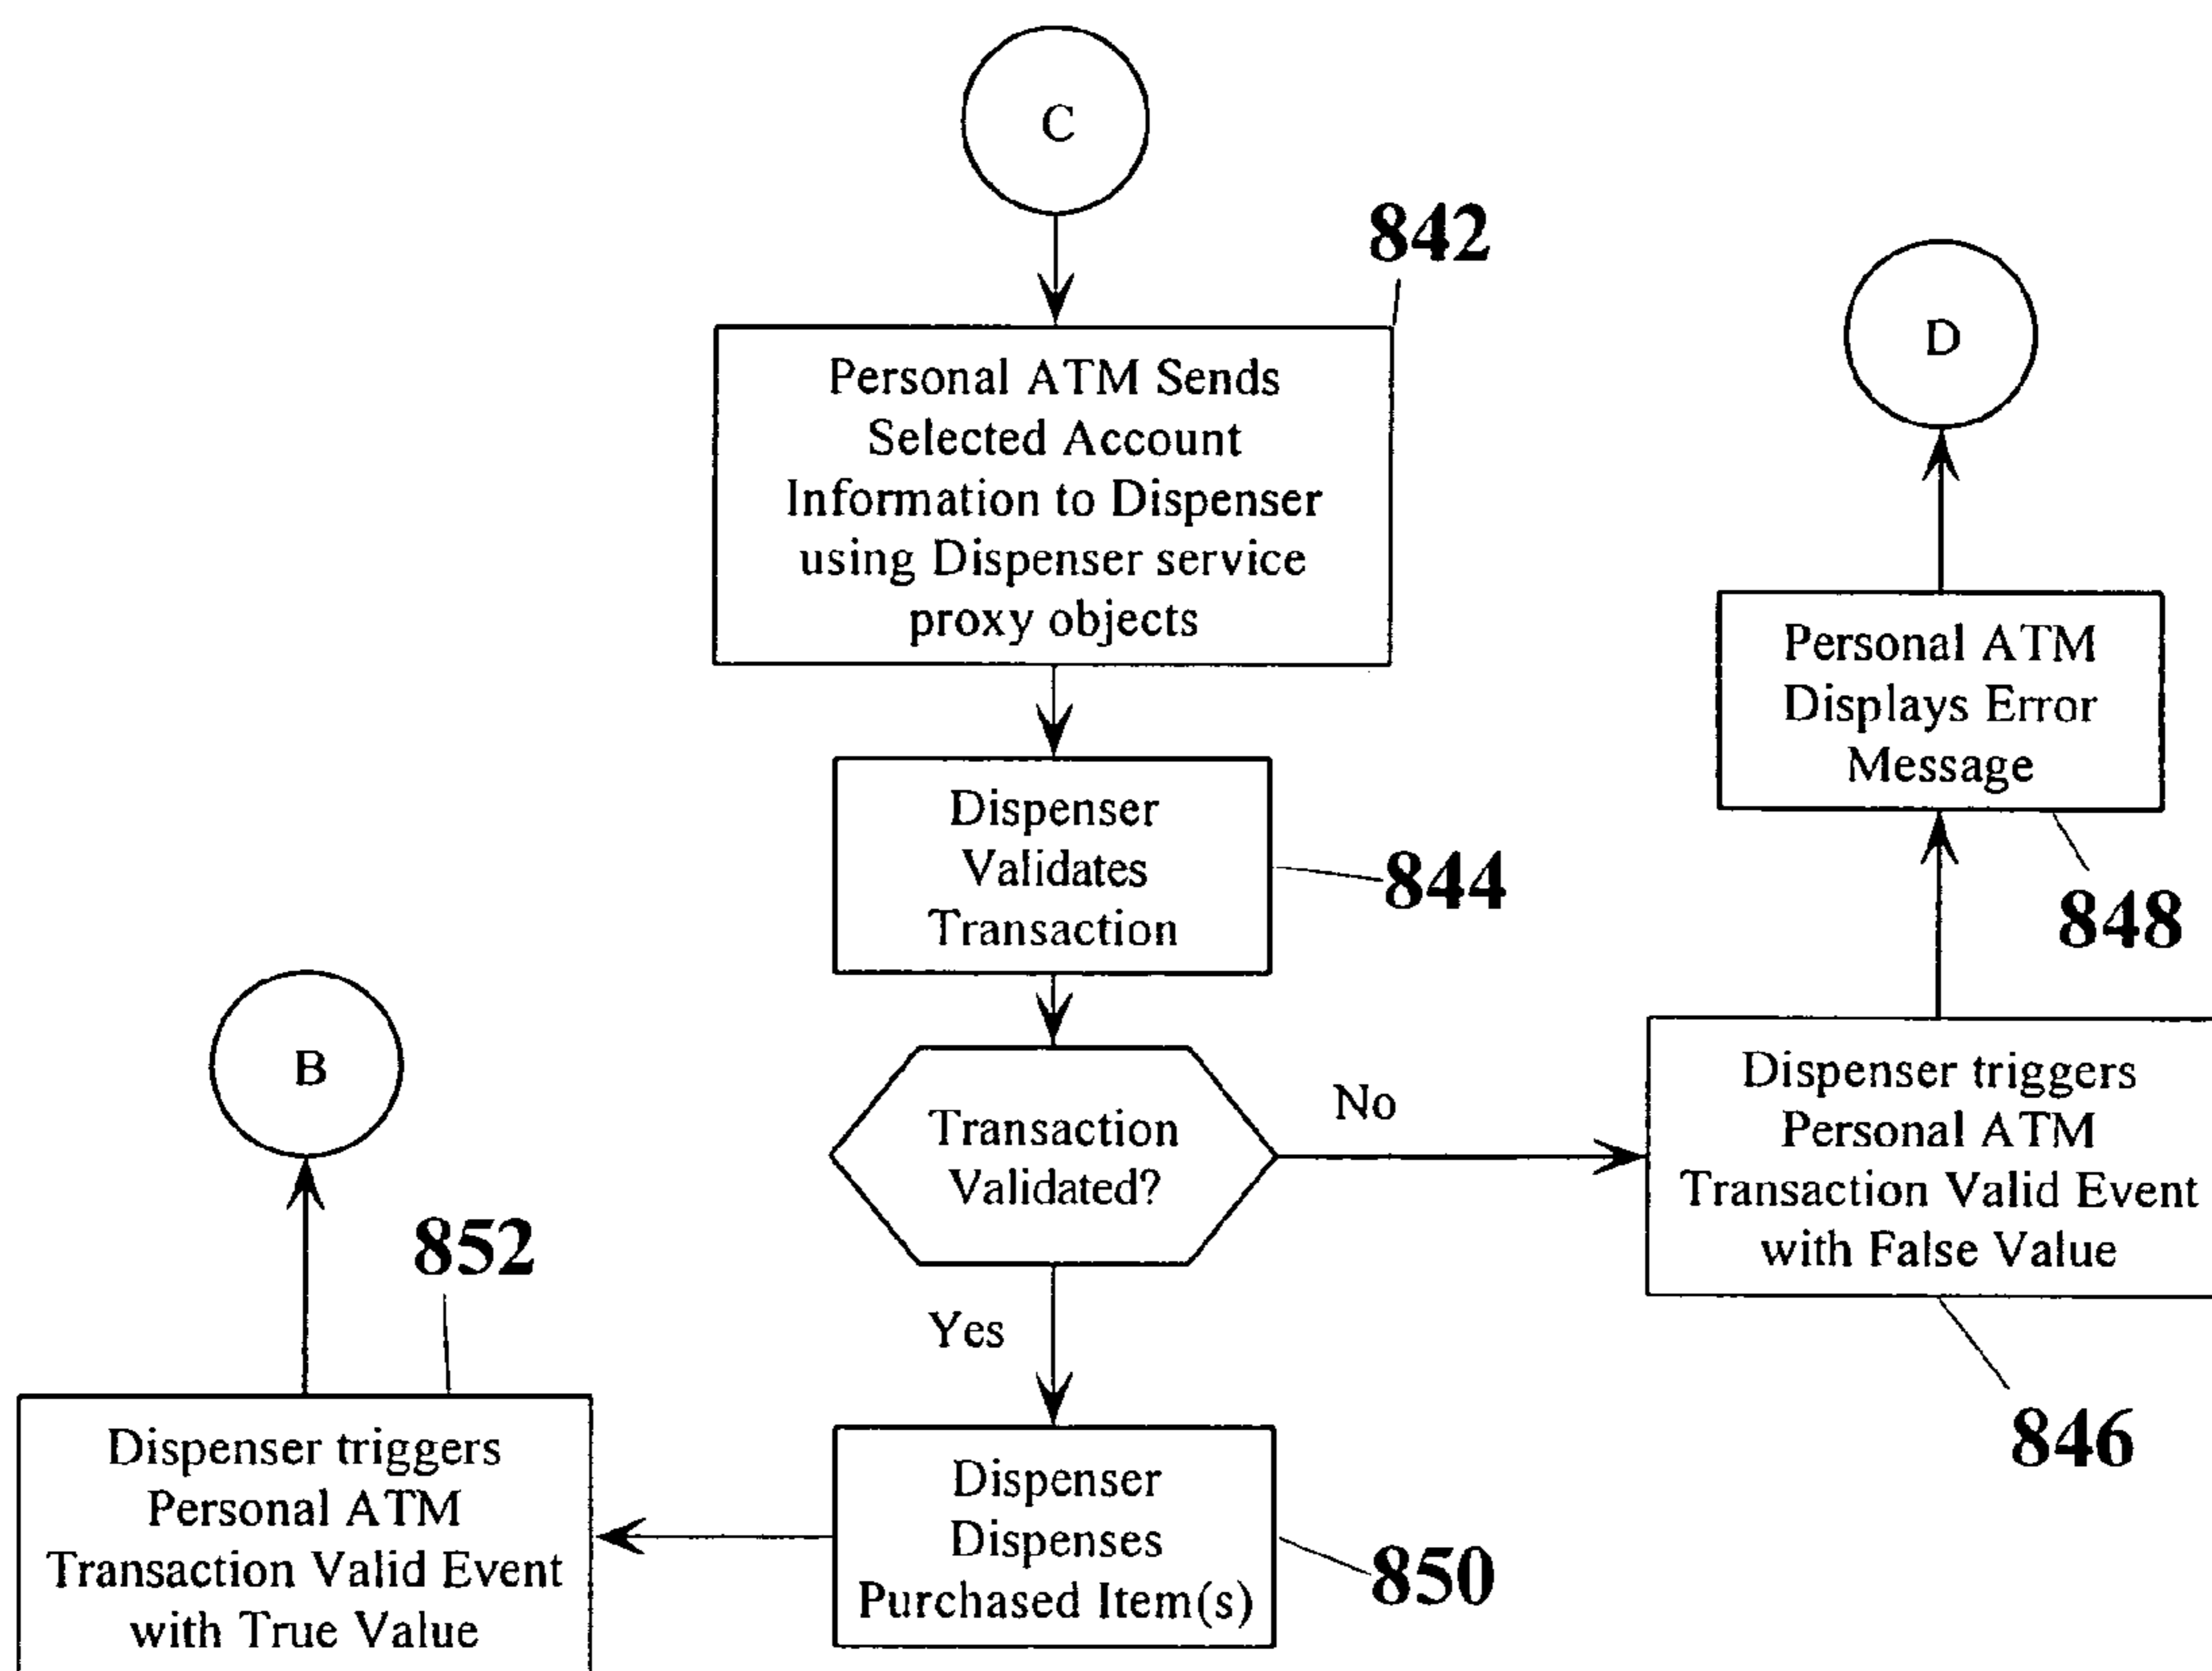 C
842
Personal ATM Sends
Selected Account
Information to Dispenser
using Dispenser service
proxy objects
D
Personal ATM
Displays Error
Message
848
Dispenser
Validates
Transaction
844
B
Transaction
Validated?
No
Dispenser triggers
Personal ATM
Transaction Valid Event
with False Value
846
Yes
852
Dispenser triggers
Personal ATM
Transaction Valid Event
with True Value
Dispenser
Dispenses
Purchased Item(s)
850